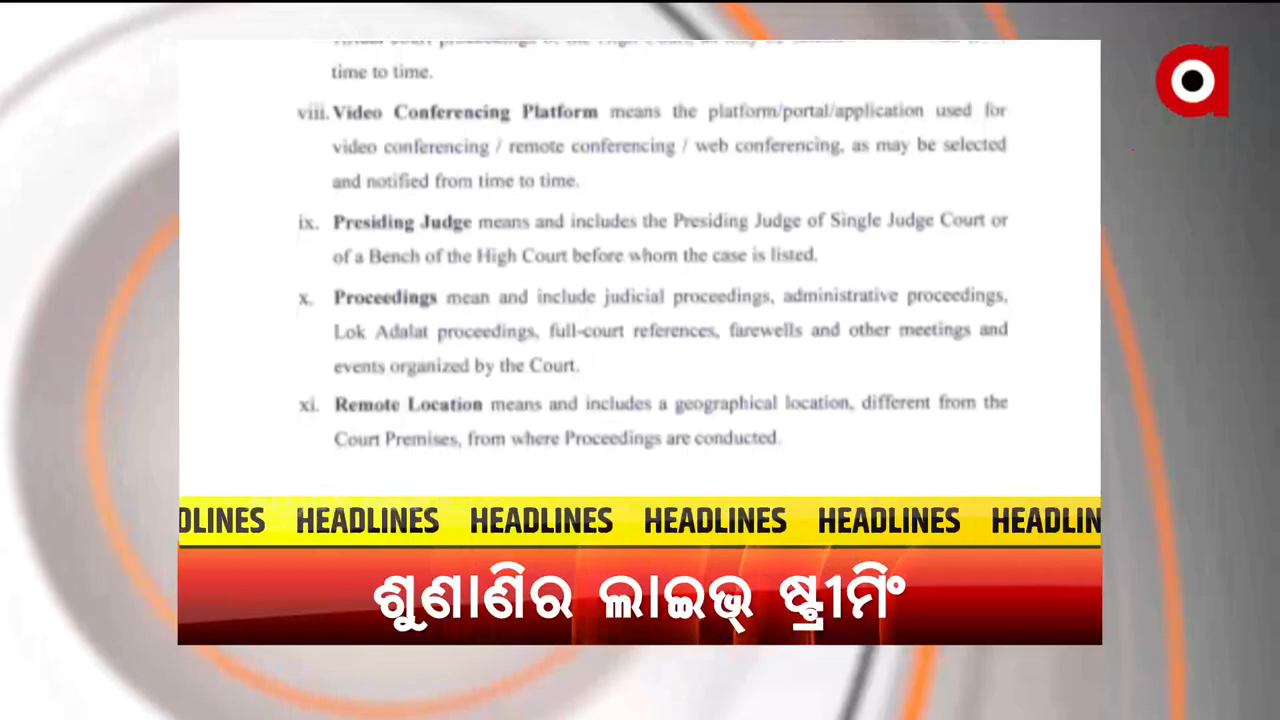 time to time.
viii. Video Conferencing Platform means the platform/portal/application used for
video conferencing / remote conferencing / web conferencing, as may be selected
and notified from time to time.
ix. Presiding Judge means and includes the Presiding Judge of Single Judge Court or
of a Bench of the High Court before whom the case is listed.
x. Proceedings mean and include judicial proceedings, administrative proceedings,
Lok Adalat proceedings, full-court references, farewells and other meetings and
events organized by the Court.
xi. Remote Location means and includes a geographical location, different from the
Court Premises, from where Proceedings are conducted.
DLINES HEADLINES HEADLINES HEADLINES HEADLINES HEADLIN
ଶୁଣାଣିର ଲାଇଭ୍ ଷ୍ଟ୍ରୀମିଂ